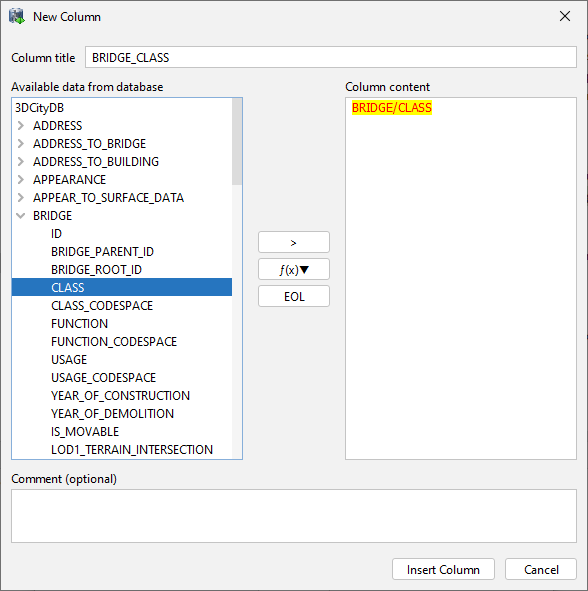 New Column
Column title
BRIDGE_CLASS
Available data from database
3DCityDB
ADDRESS
ADDRESS_TO_BRIDGE
ADDRESS_TO_BUILDING
APPEARANCE
APPEAR_TO_SURFACE_DATA
BRIDGE
ID
BRIDGE_PARENT_ID
BRIDGE_ROOT_ID
CLASS
CLASS_CODESPACE
FUNCTION
FUNCTION_CODESPACE
USAGE
USAGE_CODESPACE
YEAR_OF_CONSTRUCTION
YEAR_OF_DEMOLITION
IS_MOVABLE
LOD1_TERRAIN_INTERSECTION
>
ƒ(x)▼
EOL
Column content
BRIDGE/CLASS
Comment (optional)
Insert Column
Cancel